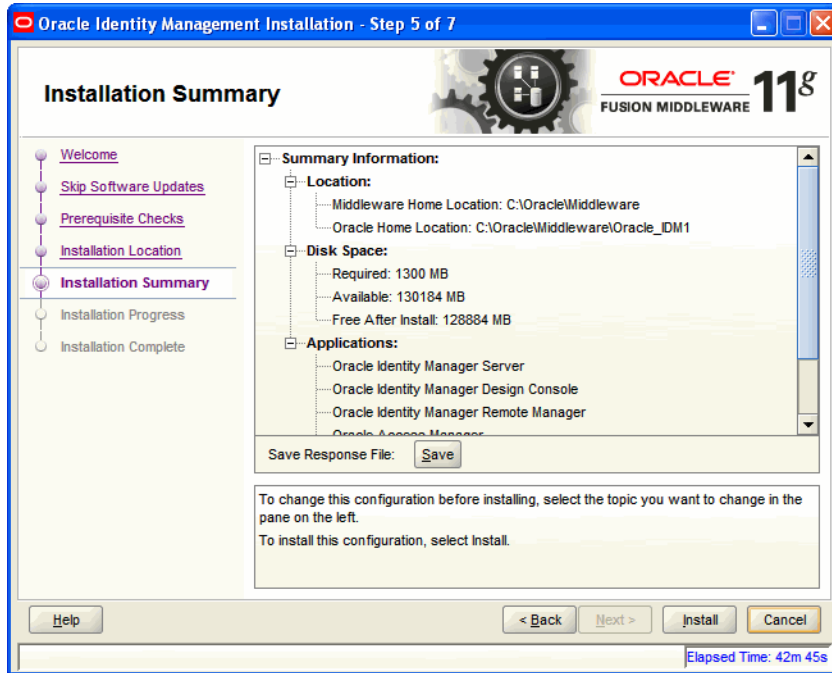 Oracle Identity Management Installation - Step 5 of 7
Installation Summary
ORACLE
FUSION MIDDLEWARE
11g
Welcome
Skip Software Updates
Prerequisite Checks
Installation Location
Installation Summary
Installation Progress
Installation Complete
Summary Information:
Location:
Middleware Home Location: C:\Oracle\Middleware
Oracle Home Location: C:\Oracle\Middleware\Oracle_IDM1
Disk Space:
Required: 1300 MB
Available: 130184 MB
Free After Install: 128884 MB
Applications:
Oracle Identity Manager Server
Oracle Identity Manager Design Console
Oracle Identity Manager Remote Manager
Oracle Access Manager
Save Response File: Save
To change this configuration before installing, select the topic you want to change in the
pane on the left.
To install this configuration, select Install.
Help < Back Next > Install Cancel
Elapsed Time: 42m 45s